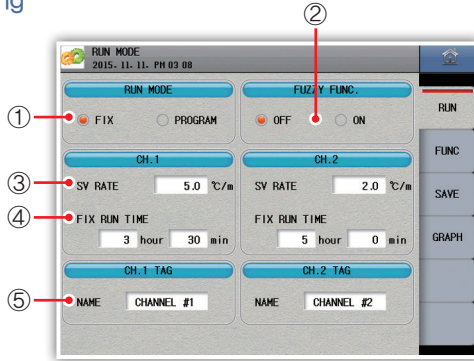 ng
②
RUN MODE
2015. 11. 11. PM 03 08
RUN MODE
FUZZY FUNC.
RUN
①
FIX
PROGRAM
OFF
ON
FUNC
CH.1
CH.2
③
SV RATE
5.0 ℃/m
SV RATE
2.0 ℃/m
SAVE
④
FIX RUN TIME
FIX RUN TIME
3 hour 30 min
5 hour 0 min
GRAPH
CH.1 TAG
CH.2 TAG
⑤
NAME
CHANNEL #1
NAME
CHANNEL #2